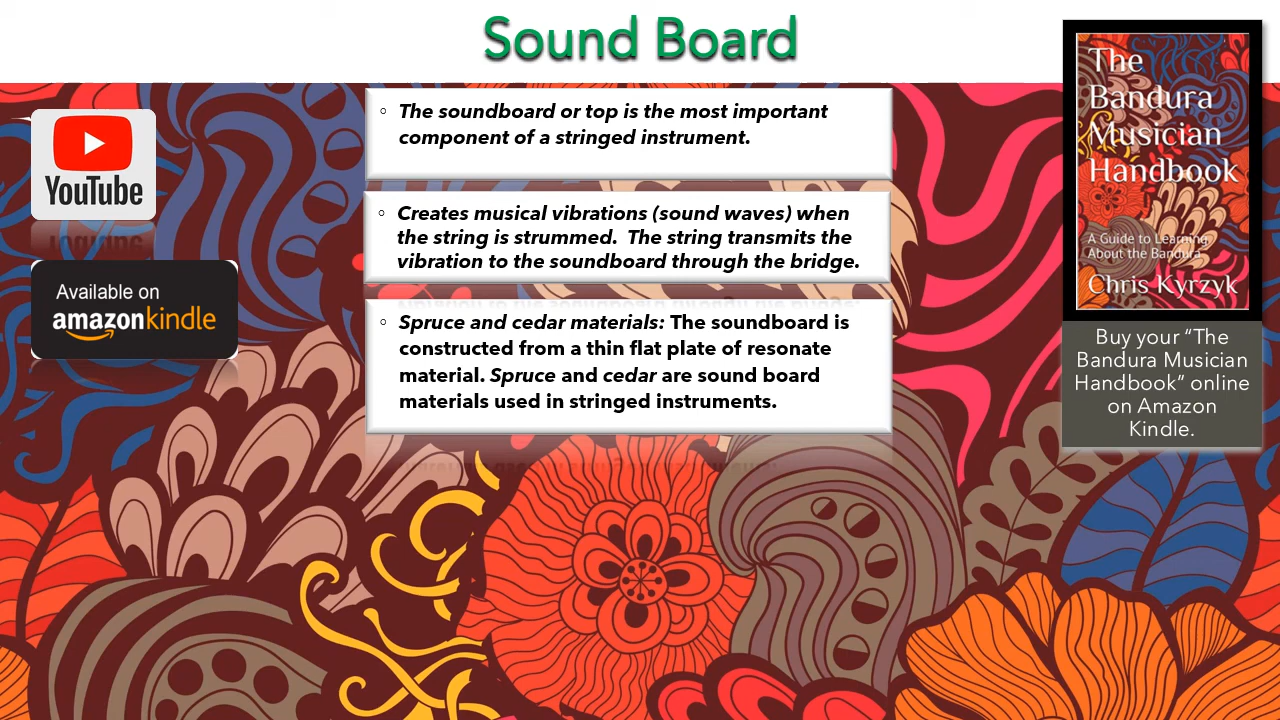 Sound Board
YouTube
Available on
amazonkindle
◦ The soundboard or top is the most important
component of a stringed instrument.
◦ Creates musical vibrations (sound waves) when
the string is strummed.  The string transmits the
vibration to the soundboard through the bridge.
◦ Spruce and cedar materials: The soundboard is
constructed from a thin flat plate of resonate
material. Spruce and cedar are sound board
materials used in stringed instruments.
The
Bandura
Musician
Handbook
A Guide to Learning
About the Bandura
Chris Kyrzyk
Buy your “The
Bandura Musician
Handbook” online
on Amazon
Kindle.